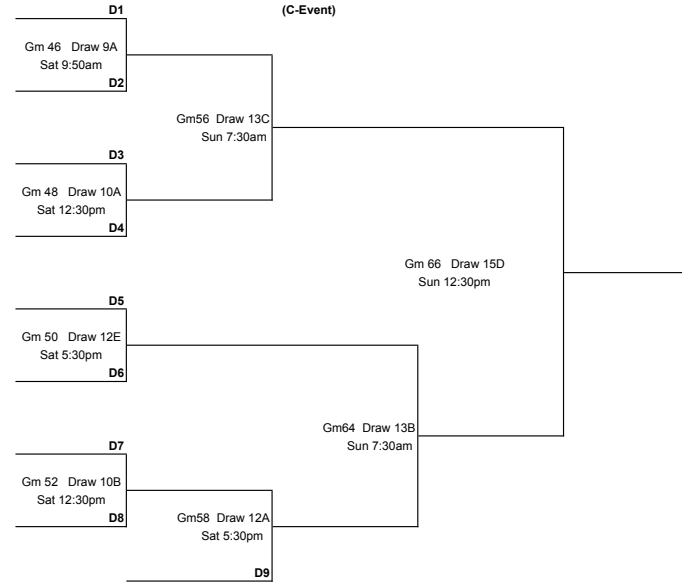 D1
(C-Event)
Gm 46 Draw 9A
Sat 9:50am
D2
Gm56 Draw 13C
Sun 7:30am
D3
Gm 48 Draw 10A
Sat 12:30pm
D4
Gm 66 Draw 15D
Sun 12:30pm
D5
Gm 50 Draw 12E
Sat 5:30pm
D6
Gm64 Draw 13B
Sun 7:30am
D7
Gm 52 Draw 10B
Sat 12:30pm
D8
Gm58 Draw 12A
Sat 5:30pm
D9